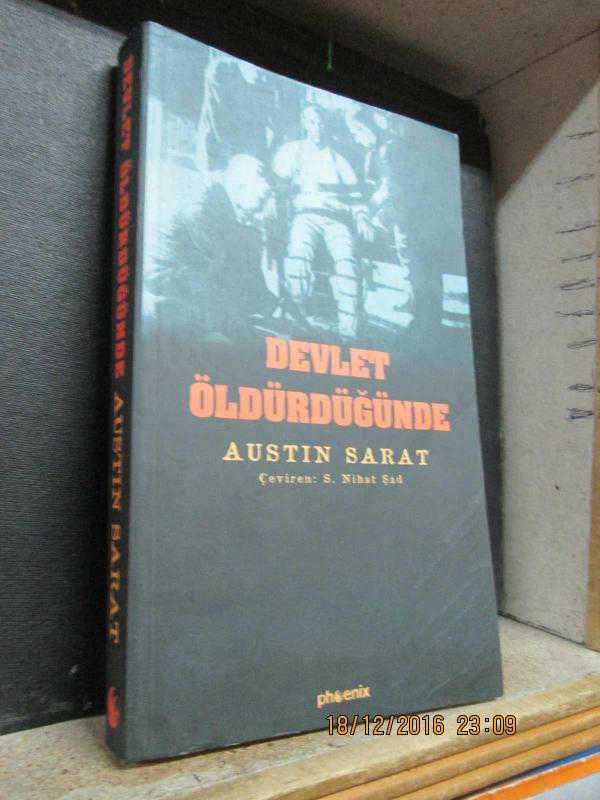 DEVLET ÖLDÜRDÜĞÜNDE AUSTIN SARAT
DEVLET
ÖLDÜRDÜĞÜNDE
AUSTIN SARAT
Çeviren: S. Nihat Şad
phoenix
18/12/2016 23:09